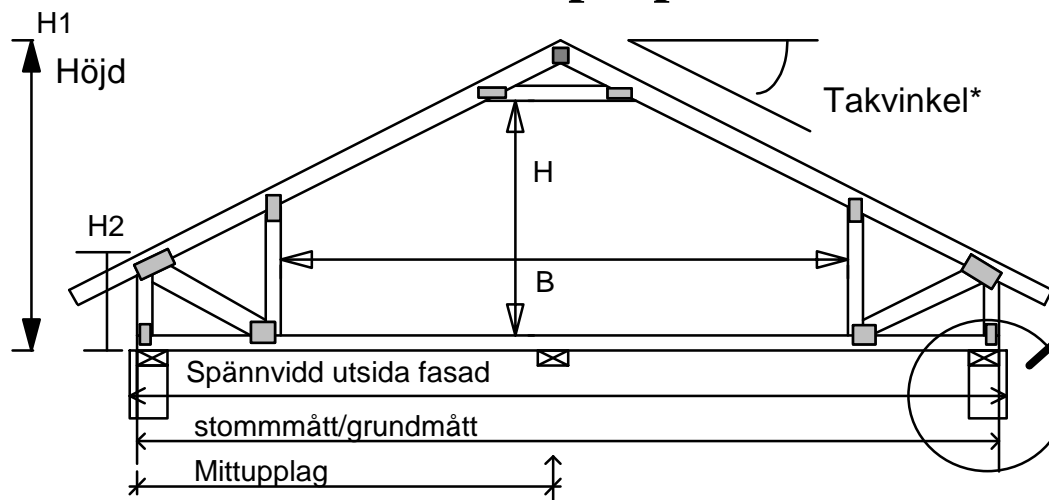 H1
Höjd
Takvinkel*
H
H2
B
Spännvidd utsida fasad
stommmått/grundmått
Mittupplag